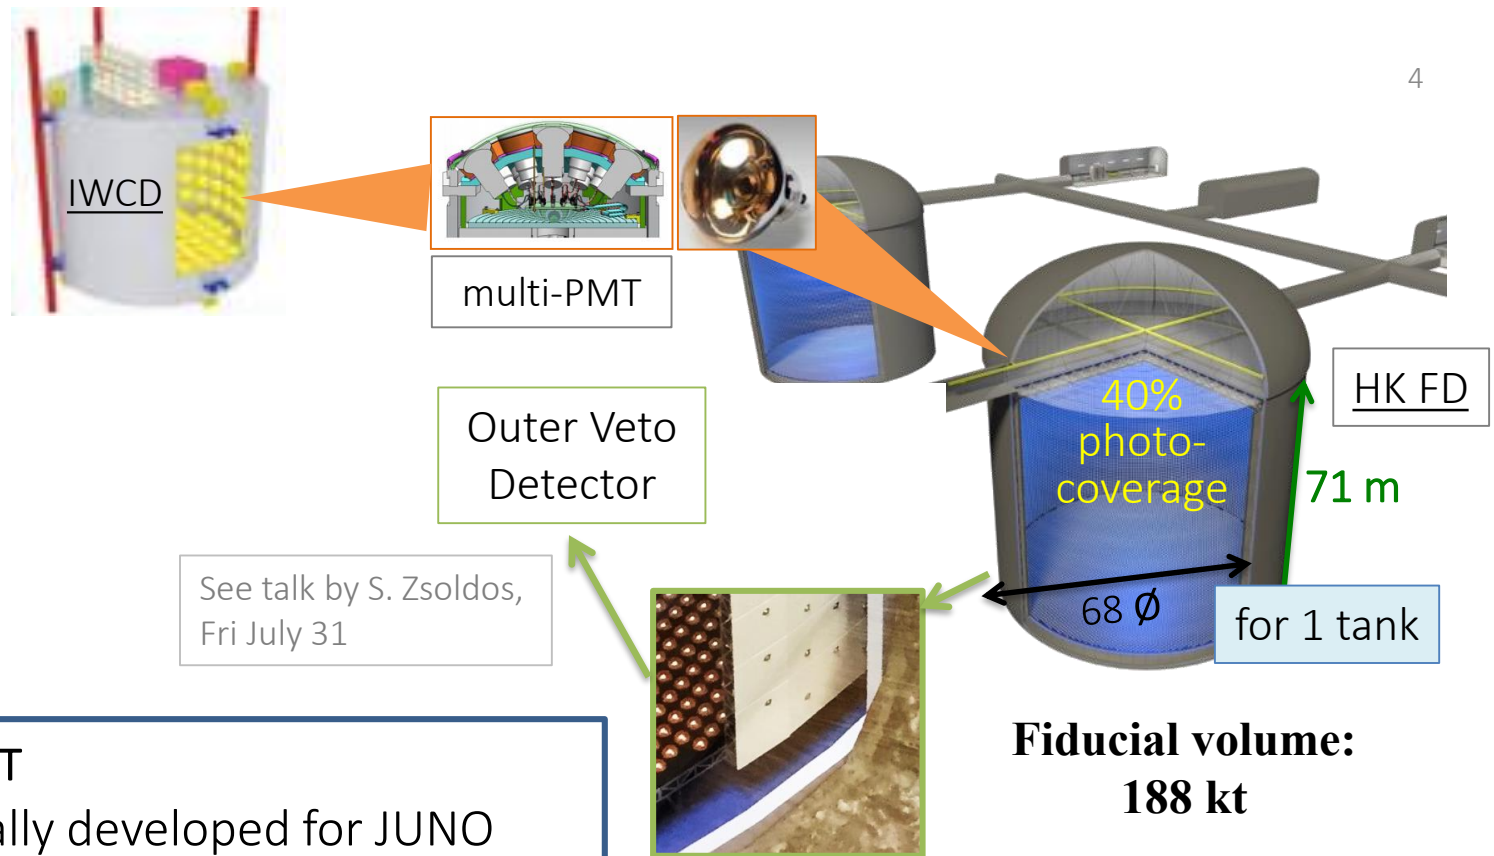 4
IWCD
multi-PMT
HK FD
40%
photo-
coverage
71 m
Outer Veto
Detector
See talk by S. Zsoldos,
Fri July 31
68 Ø
for 1 tank
Fiducial volume:
188 kt
T
ally developed for JUNO